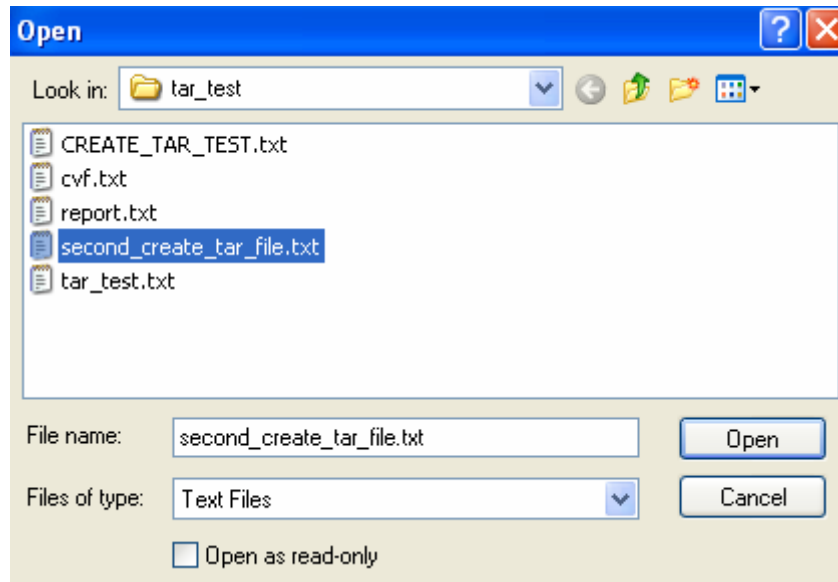 Open
Look in: tar_test
CREATE_TAR_TEST.txt
cvf.txt
report.txt
second_create_tar_file.txt
tar_test.txt
File name: second_create_tar_file.txt Open
Files of type: Text Files Cancel
Open as read-only